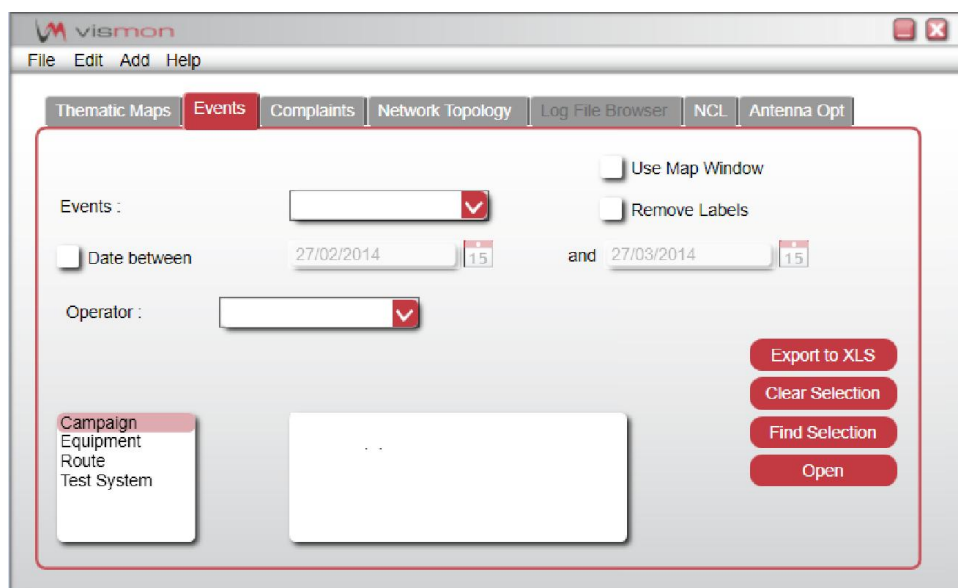 vismon
File Edit Add Help
Thematic Maps Events Complaints Network Topology Log File Browser NCL Antenna Opt
Use Map Window
Events :
Remove Labels
Date between 27/02/2014 15 and 27/03/2014 15
Operator :
Export to XLS
Clear Selection
Find Selection
Open
Campaign
Equipment
Route
Test System